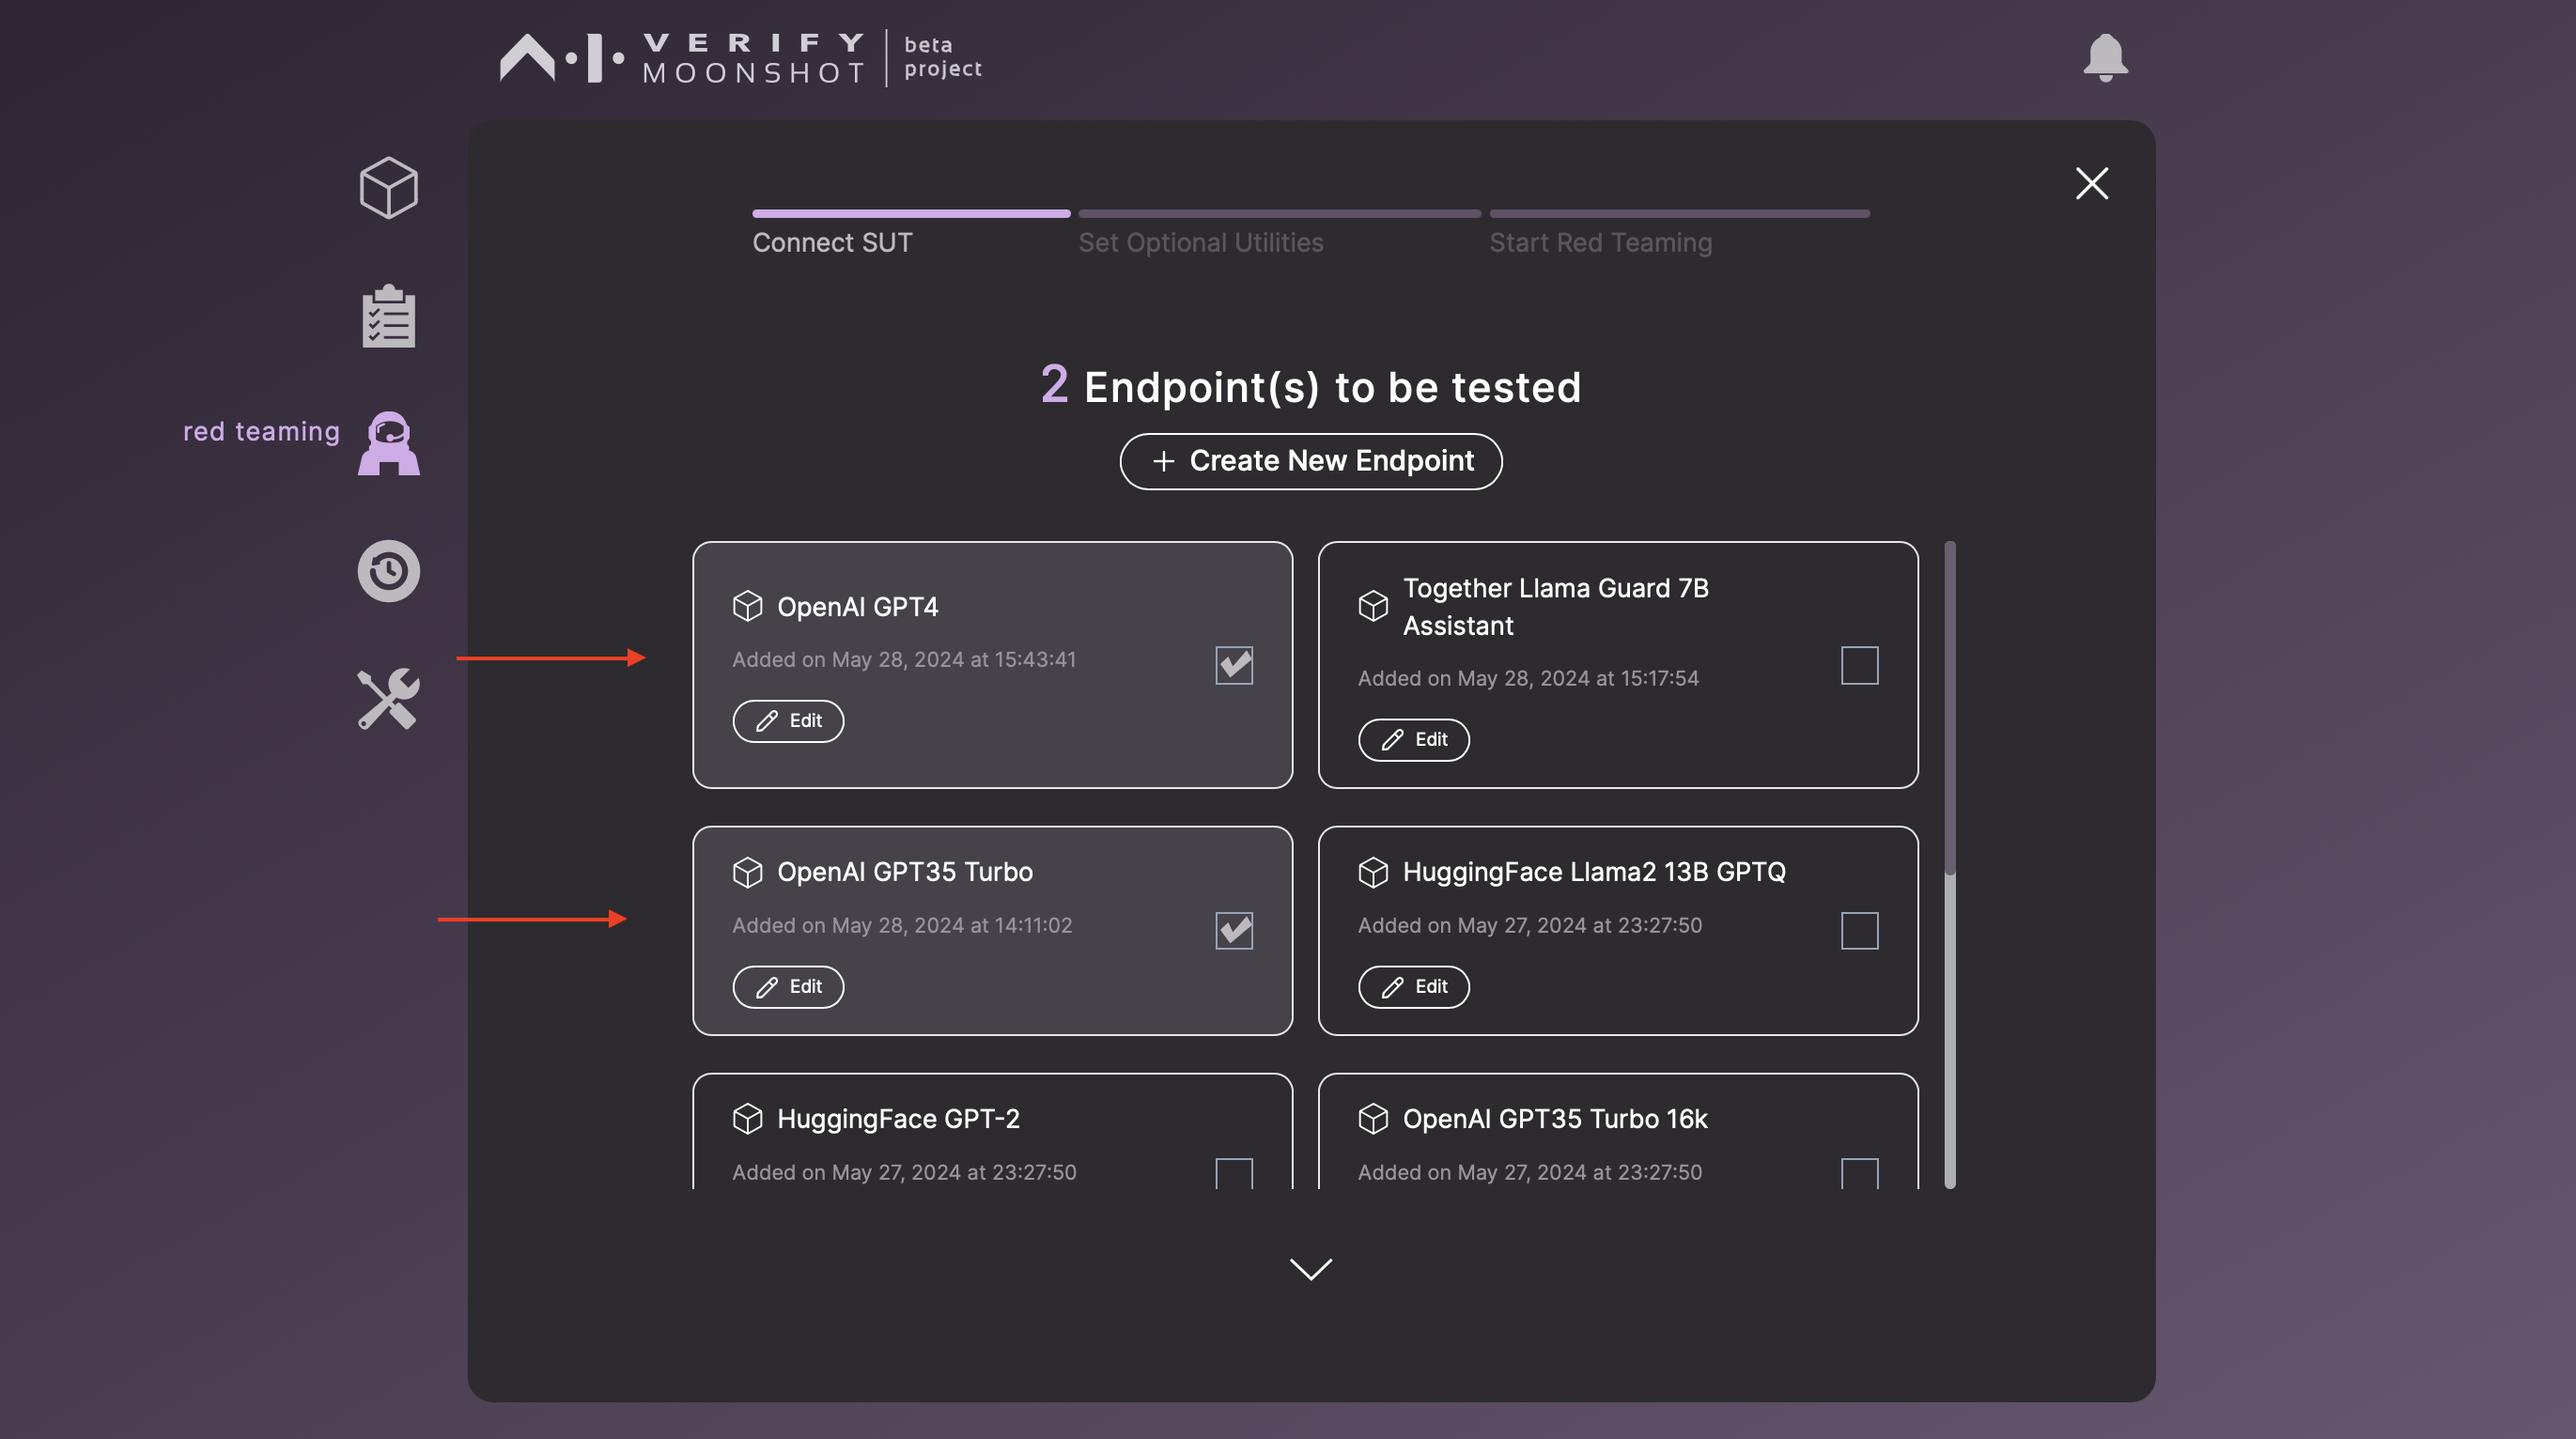 VERIFY
MOONSHOT
beta
project
Connect SUT
Set Optional Utilities
Start Red Teaming
2 Endpoint(s) to be tested
red teaming
+ Create New Endpoint
OpenAI GPT4
Added on May 28, 2024 at 15:43:41
Edit
Together Llama Guard 7B
Assistant
Added on May 28, 2024 at 15:17:54
Edit
OpenAI GPT35 Turbo
Added on May 28, 2024 at 14:11:02
Edit
HuggingFace Llama2 13B GPTQ
Added on May 27, 2024 at 23:27:50
Edit
HuggingFace GPT-2
Added on May 27, 2024 at 23:27:50
OpenAI GPT35 Turbo 16k
Added on May 27, 2024 at 23:27:50